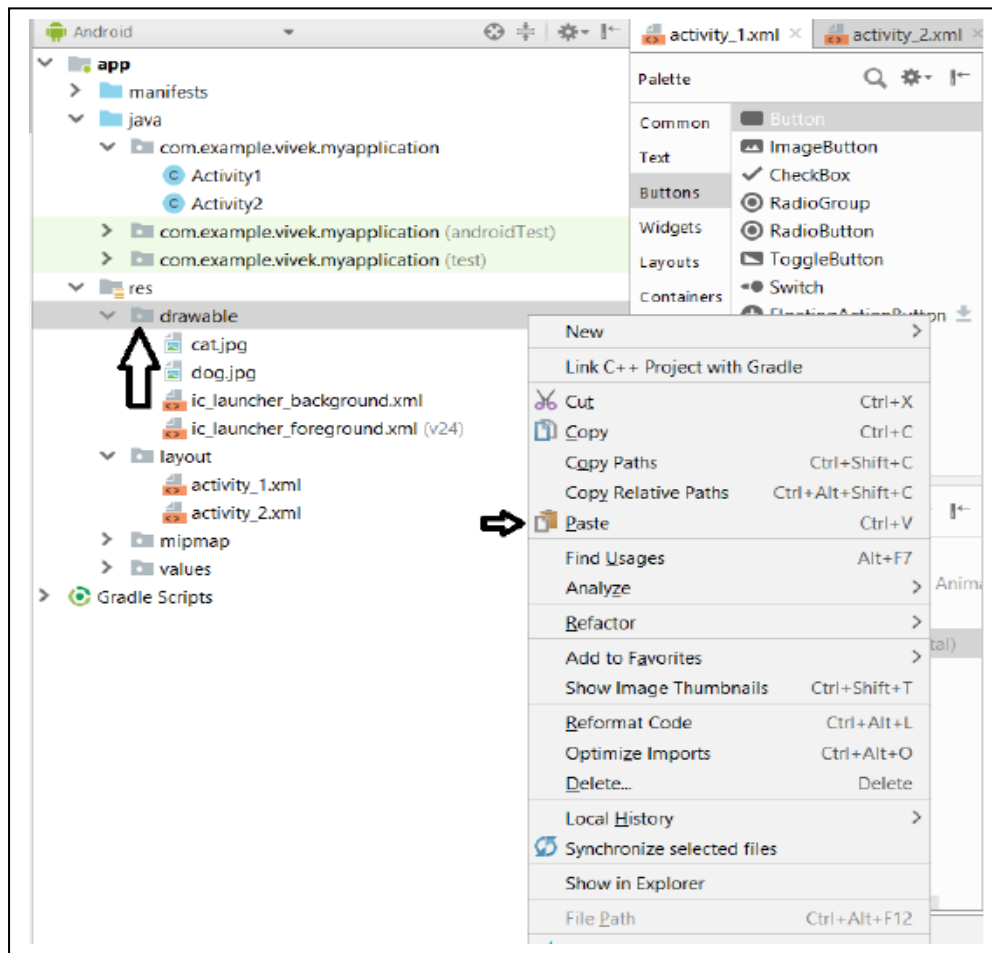 Android
app
manifests
java
com.example.vivek.myapplication
Activity1
Activity2
com.example.vivek.myapplication (androidTest)
com.example.vivek.myapplication (test)
res
drawable
cat.jpg
dog.jpg
ic_launcher_background.xml
ic_launcher_foreground.xml (v24)
layout
activity_1.xml
activity_2.xml
mipmap
values
Gradle Scripts
activity_1.xml
activity_2.xml
Palette
Common
Text
Buttons
Widgets
Layouts
Containers
Button
ImageButton
CheckBox
RadioGroup
RadioButton
ToggleButton
Switch
FloatingActionButton
New
Link C++ Project with Gradle
Cut Ctrl+X
Copy Ctrl+C
Copy Paths Ctrl+Shift+C
Copy Relative Paths Ctrl+Alt+Shift+C
Paste Ctrl+V
Find Usages Alt+F7
Analyze
Refactor
Add to Favorites
Show Image Thumbnails Ctrl+Shift+T
Reformat Code Ctrl+Alt+L
Optimize Imports Ctrl+Alt+O
Delete... Delete
Local History
Synchronize selected files
Show in Explorer
File Path Ctrl+Alt+F12
Anim
tal)